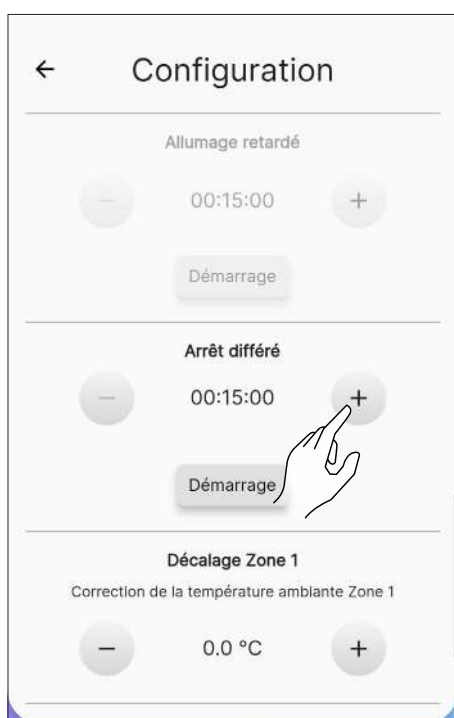 ← Configuration
Allumage retardé
− 00:15:00 +
Démarrage
Arrêt différé
− 00:15:00 +
Démarrage
Décalage Zone 1
Correction de la température ambiante Zone 1
− 0.0 °C +